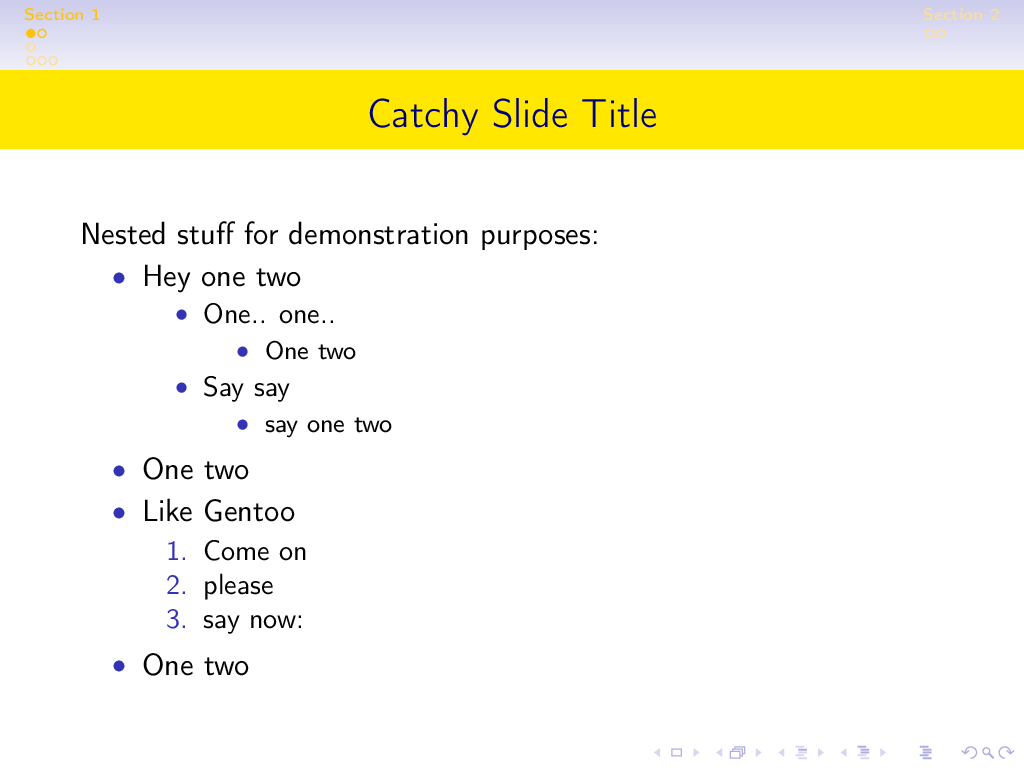 Section 1
Section 2
Catchy Slide Title
Nested stuff for demonstration purposes:
• Hey one two
• One.. one..
• One two
• Say say
• say one two
• One two
• Like Gentoo
1. Come on
2. please
3. say now:
• One two